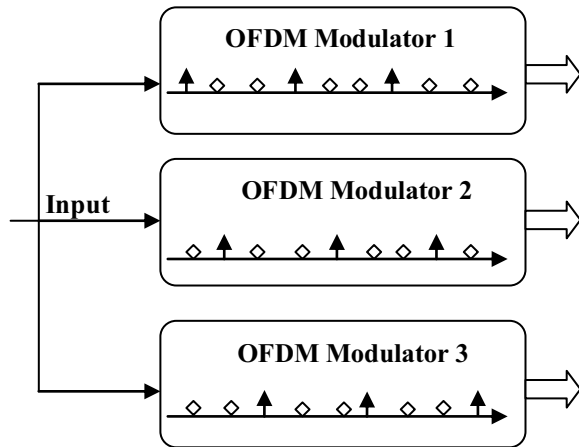 OFDM Modulator 1
Input
OFDM Modulator 2
OFDM Modulator 3